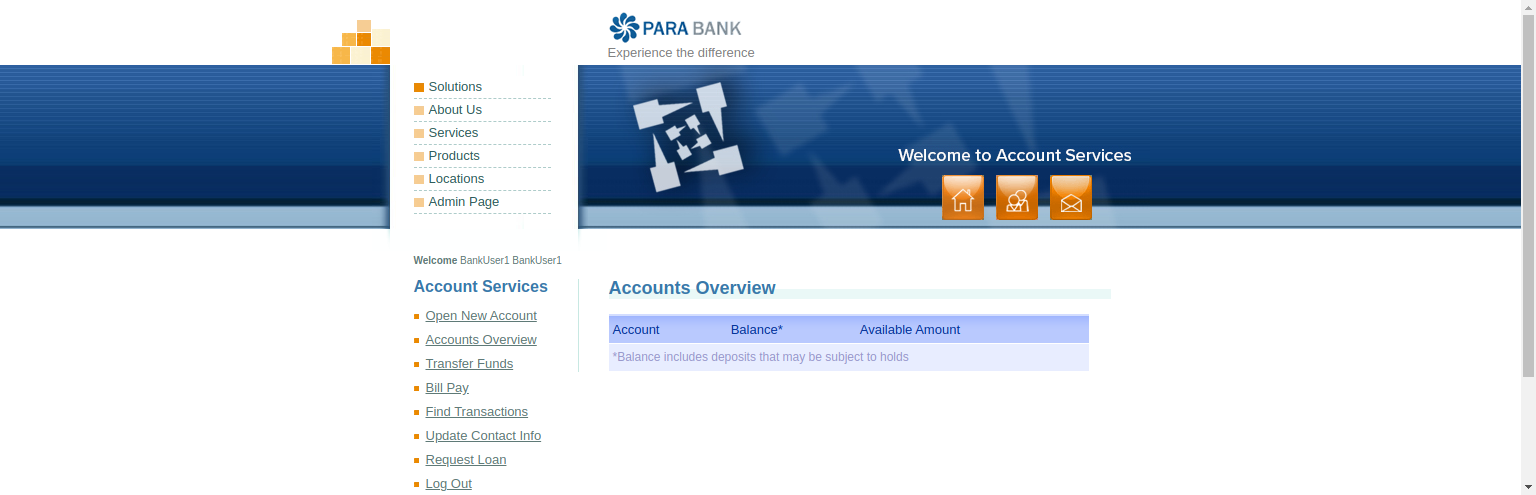 PARA BANK
Experience the difference
Solutions
About Us
Services
Products
Locations
Admin Page
Welcome to Account Services
Welcome BankUser1 BankUser1
Account Services
Open New Account
Accounts Overview
Transfer Funds
Bill Pay
Find Transactions
Update Contact Info
Request Loan
Log Out
Accounts Overview
Account Balance* Available Amount
*Balance includes deposits that may be subject to holds